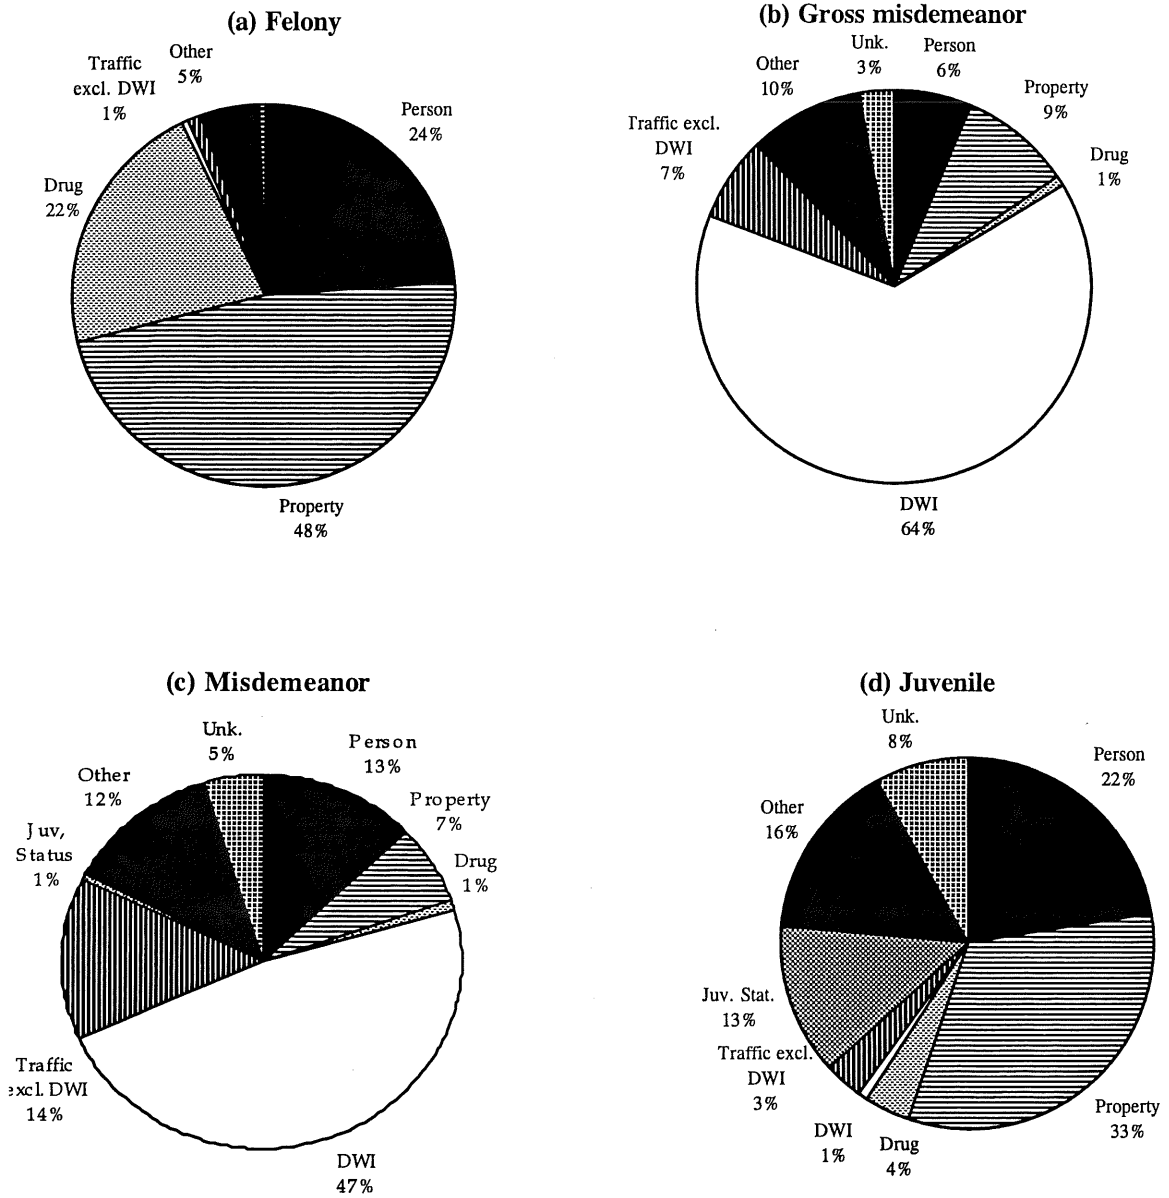 (a) Felony
Other
5%
Traffic
excl. DWI
1%
Person
24%
Drug
22%
Property
48%
(b) Gross misdemeanor
Unk.
3%
Person
6%
Other
10%
Property
9%
Traffic excl.
DWI
7%
Drug
1%
DWI
64%
(c) Misdemeanor
Unk.
5%
Person
13%
Other
12%
Property
7%
Juv,
Status
1%
Drug
1%
Traffic
excl. DWI
14%
DWI
47%
(d) Juvenile
Unk.
8%
Person
22%
Other
16%
Juv. Stat.
13%
Traffic excl.
DWI
3%
DWI
1%
Drug
4%
Property
33%